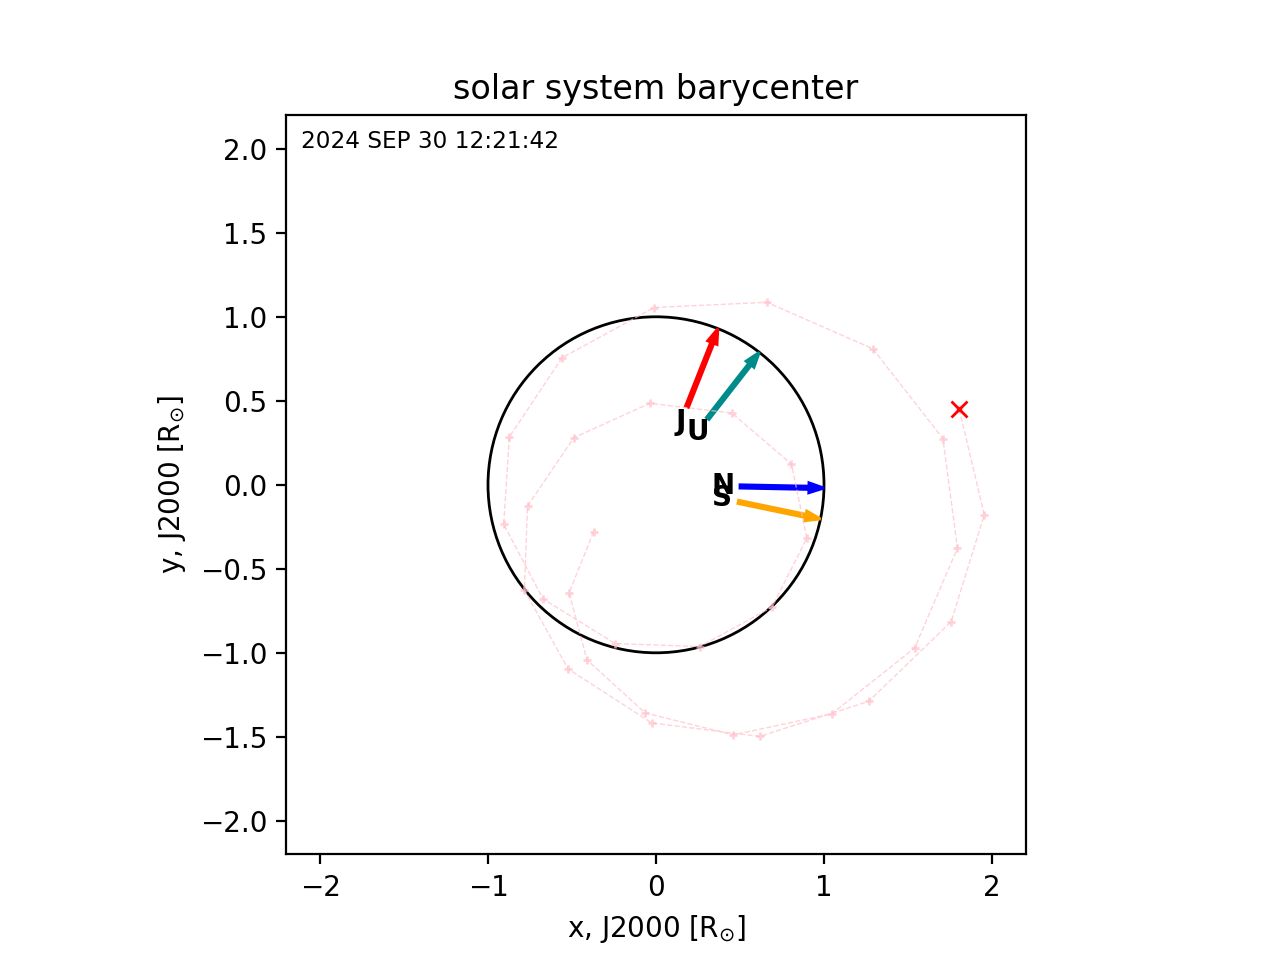 solar system barycenter
2024 SEP 30 12:21:42
2.0
1.5
1.0
0.5
0.0
−0.5
−1.0
−1.5
−2.0
y, J2000 [R☉]
J
U
N
S
−2 −1 0 1 2
x, J2000 [R☉]